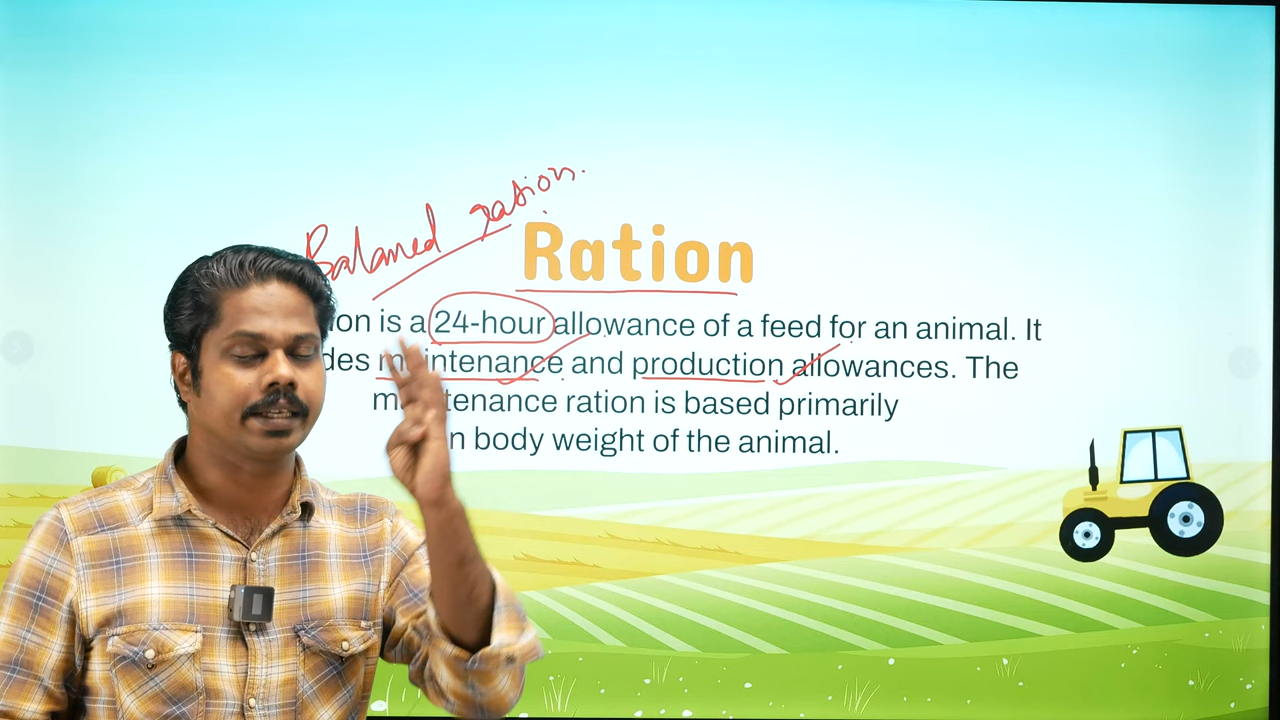 Balanced ration.
Ration
ion is a 24-hour allowance of a feed for an animal. It
des maintenance and production allowances. The
maintenance ration is based primarily
n body weight of the animal.